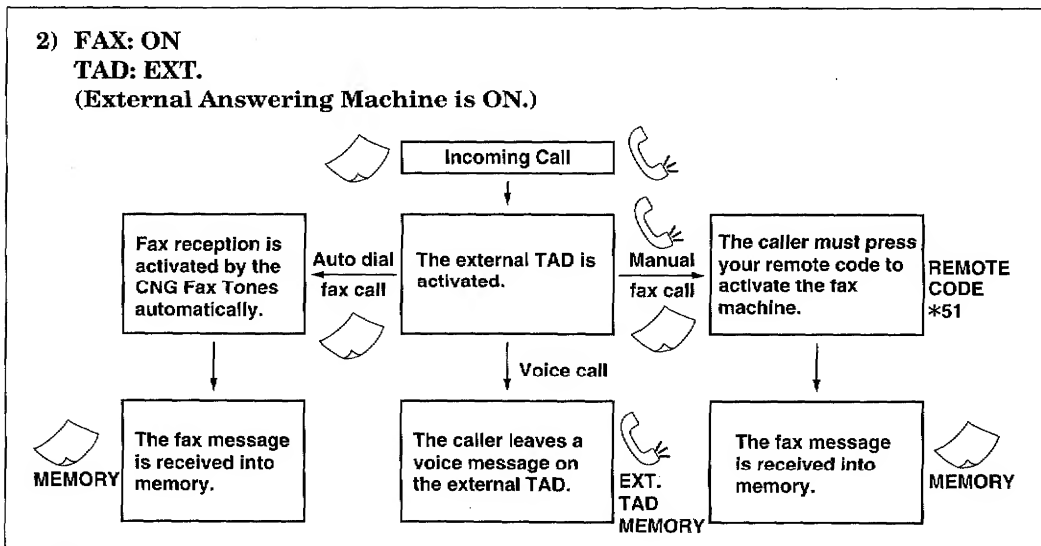 2) FAX: ON
TAD: EXT.
(External Answering Machine is ON.)
Incoming Call
Fax reception is
activated by the
CNG Fax Tones
automatically.
Auto dial
fax call
The external TAD is
activated.
Manual
fax call
The caller must press
your remote code to
activate the fax
machine.
REMOTE
CODE
*51
Voice call
MEMORY
The fax message
is received into
memory.
The caller leaves a
voice message on
the external TAD.
EXT.
TAD
MEMORY
The fax message
is received into
memory.
MEMORY